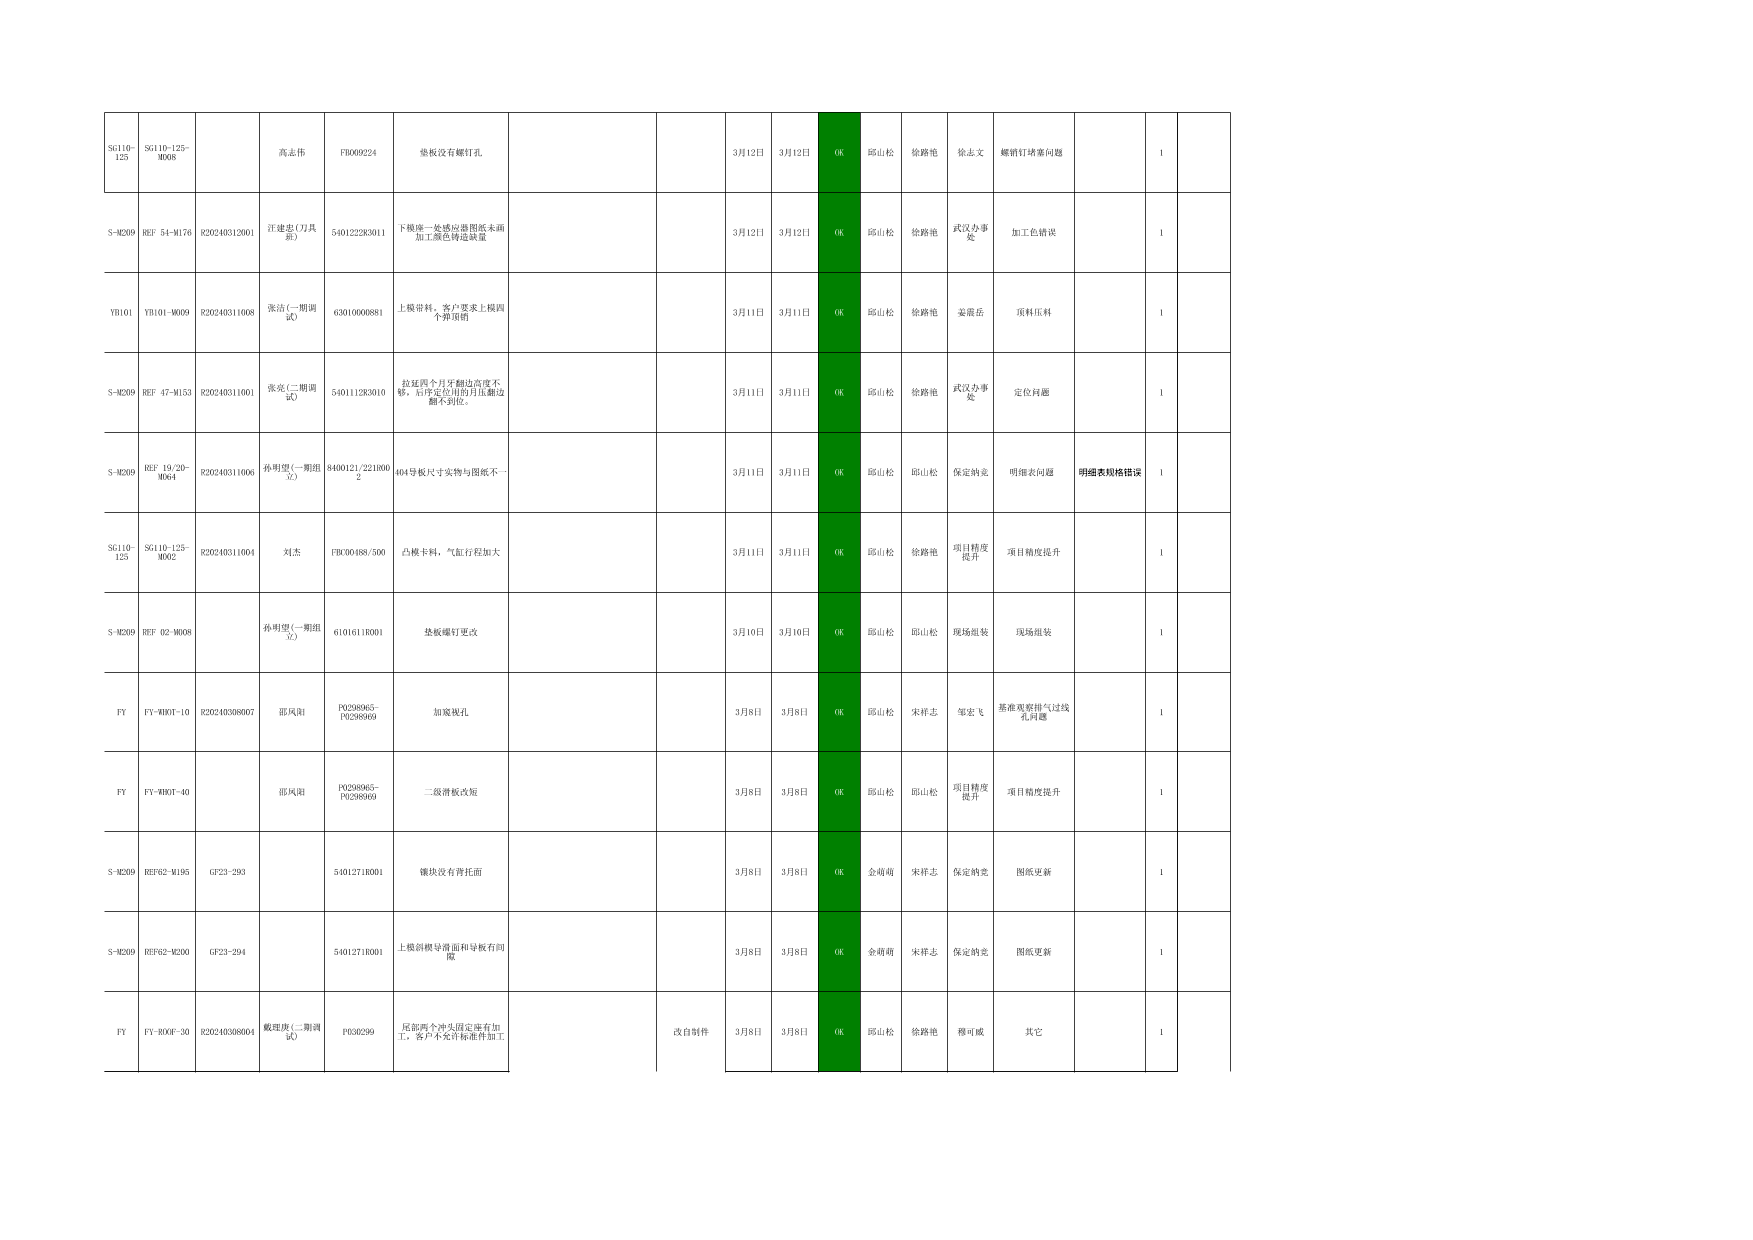 SG110-125 SG110-125-M008 高志伟 FB009224 垫板没有螺钉孔 3月12日 3月12日 OK 邱山松 徐路艳 徐志文 螺销钉堵塞问题 1
S-M209 REF 54-M176 R20240312001 汪建忠(刀具班) 5401222R3011 下模座一处感应器图纸未画加工颜色铸造缺量 3月12日 3月12日 OK 邱山松 徐路艳 武汉办事处 加工色错误 1
YB101 YB101-M009 R20240311008 张洁(一期调试) 63010000881 上模带料, 客户要求上模四个弹顶销 3月11日 3月11日 OK 邱山松 徐路艳 姜震岳 顶料压料 1
S-M209 REF 47-M153 R20240311001 张亮(二期调试) 5401112R3010 拉延四个月牙翻边高度不够, 后序定位用的月压翻边翻不到位。 3月11日 3月11日 OK 邱山松 徐路艳 武汉办事处 定位问题 1
S-M209 REF 19/20-M064 R20240311006 孙明望(一期组立) 8400121/221R002 404导板尺寸实物与图纸不一 3月11日 3月11日 OK 邱山松 邱山松 保定纳竞 明细表问题 明细表规格错误 1
SG110-125 SG110-125-M002 R20240311004 刘杰 FBC00488/500 凸模卡料, 气缸行程加大 3月11日 3月11日 OK 邱山松 徐路艳 项目精度提升 项目精度提升 1
S-M209 REF 02-M008 孙明望(一期组立) 6101611R001 垫板螺钉更改 3月10日 3月10日 OK 邱山松 邱山松 现场组装 现场组装 1
FY FY-WHOT-10 R20240308007 邵凤阳 P0298965-P0298969 加窥视孔 3月8日 3月8日 OK 邱山松 宋祥志 邹宏飞 基准观察排气过线孔问题 1
FY FY-WHOT-40 邵凤阳 P0298965-P0298969 二级滑板改短 3月8日 3月8日 OK 邱山松 邱山松 项目精度提升 项目精度提升 1
S-M209 REF62-M195 GF23-293 5401271R001 镶块没有背托面 3月8日 3月8日 OK 金萌萌 宋祥志 保定纳竞 图纸更新 1
S-M209 REF62-M200 GF23-294 5401271R001 上模斜楔导滑面和导板有间隙 3月8日 3月8日 OK 金萌萌 宋祥志 保定纳竞 图纸更新 1
FY FY-ROOF-30 R20240308004 戴理庚(二期调试) P030299 尾部两个冲头固定座有加工, 客户不允许标准件加工 改自制件 3月8日 3月8日 OK 邱山松 徐路艳 穆可威 其它 1